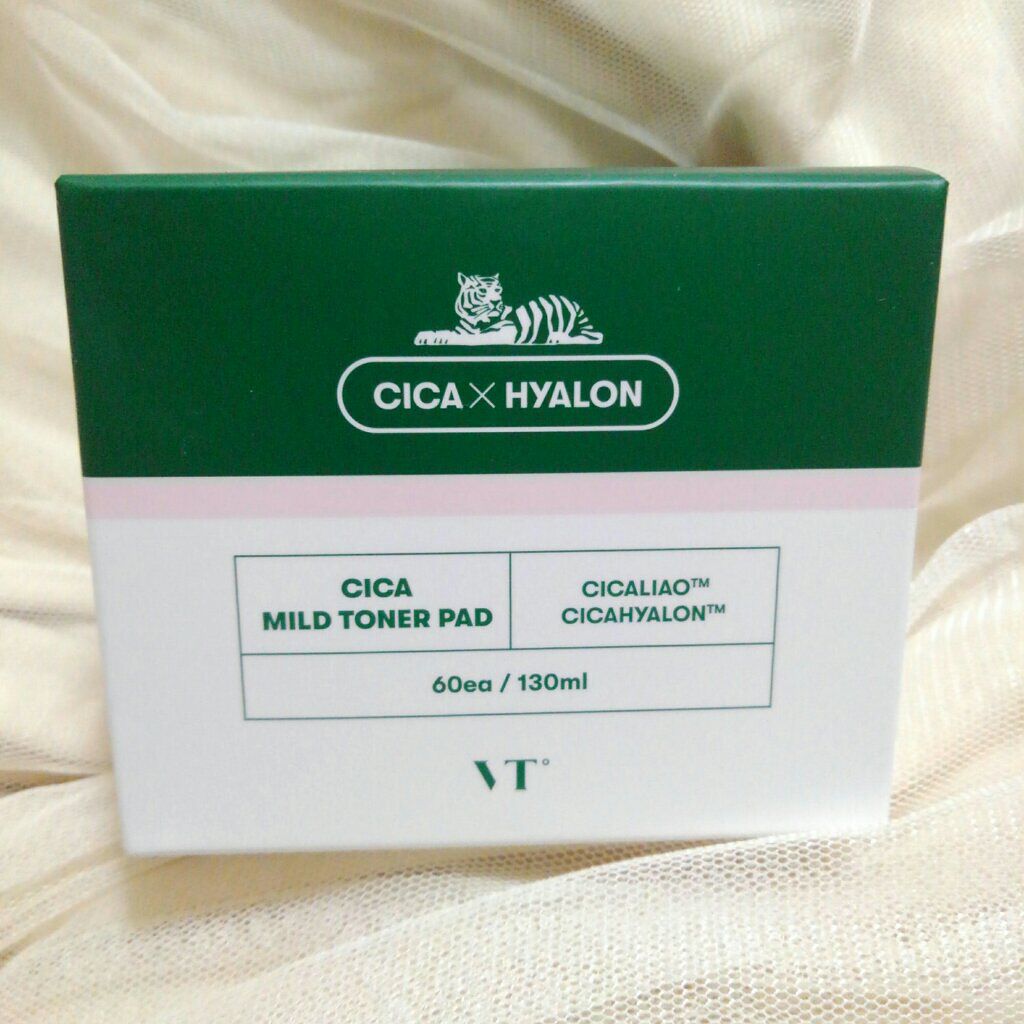 CICA × HYALON
CICA
MILD TONER PAD
CICALIAO™
CICAHYALON™
60ea / 130ml
VT°